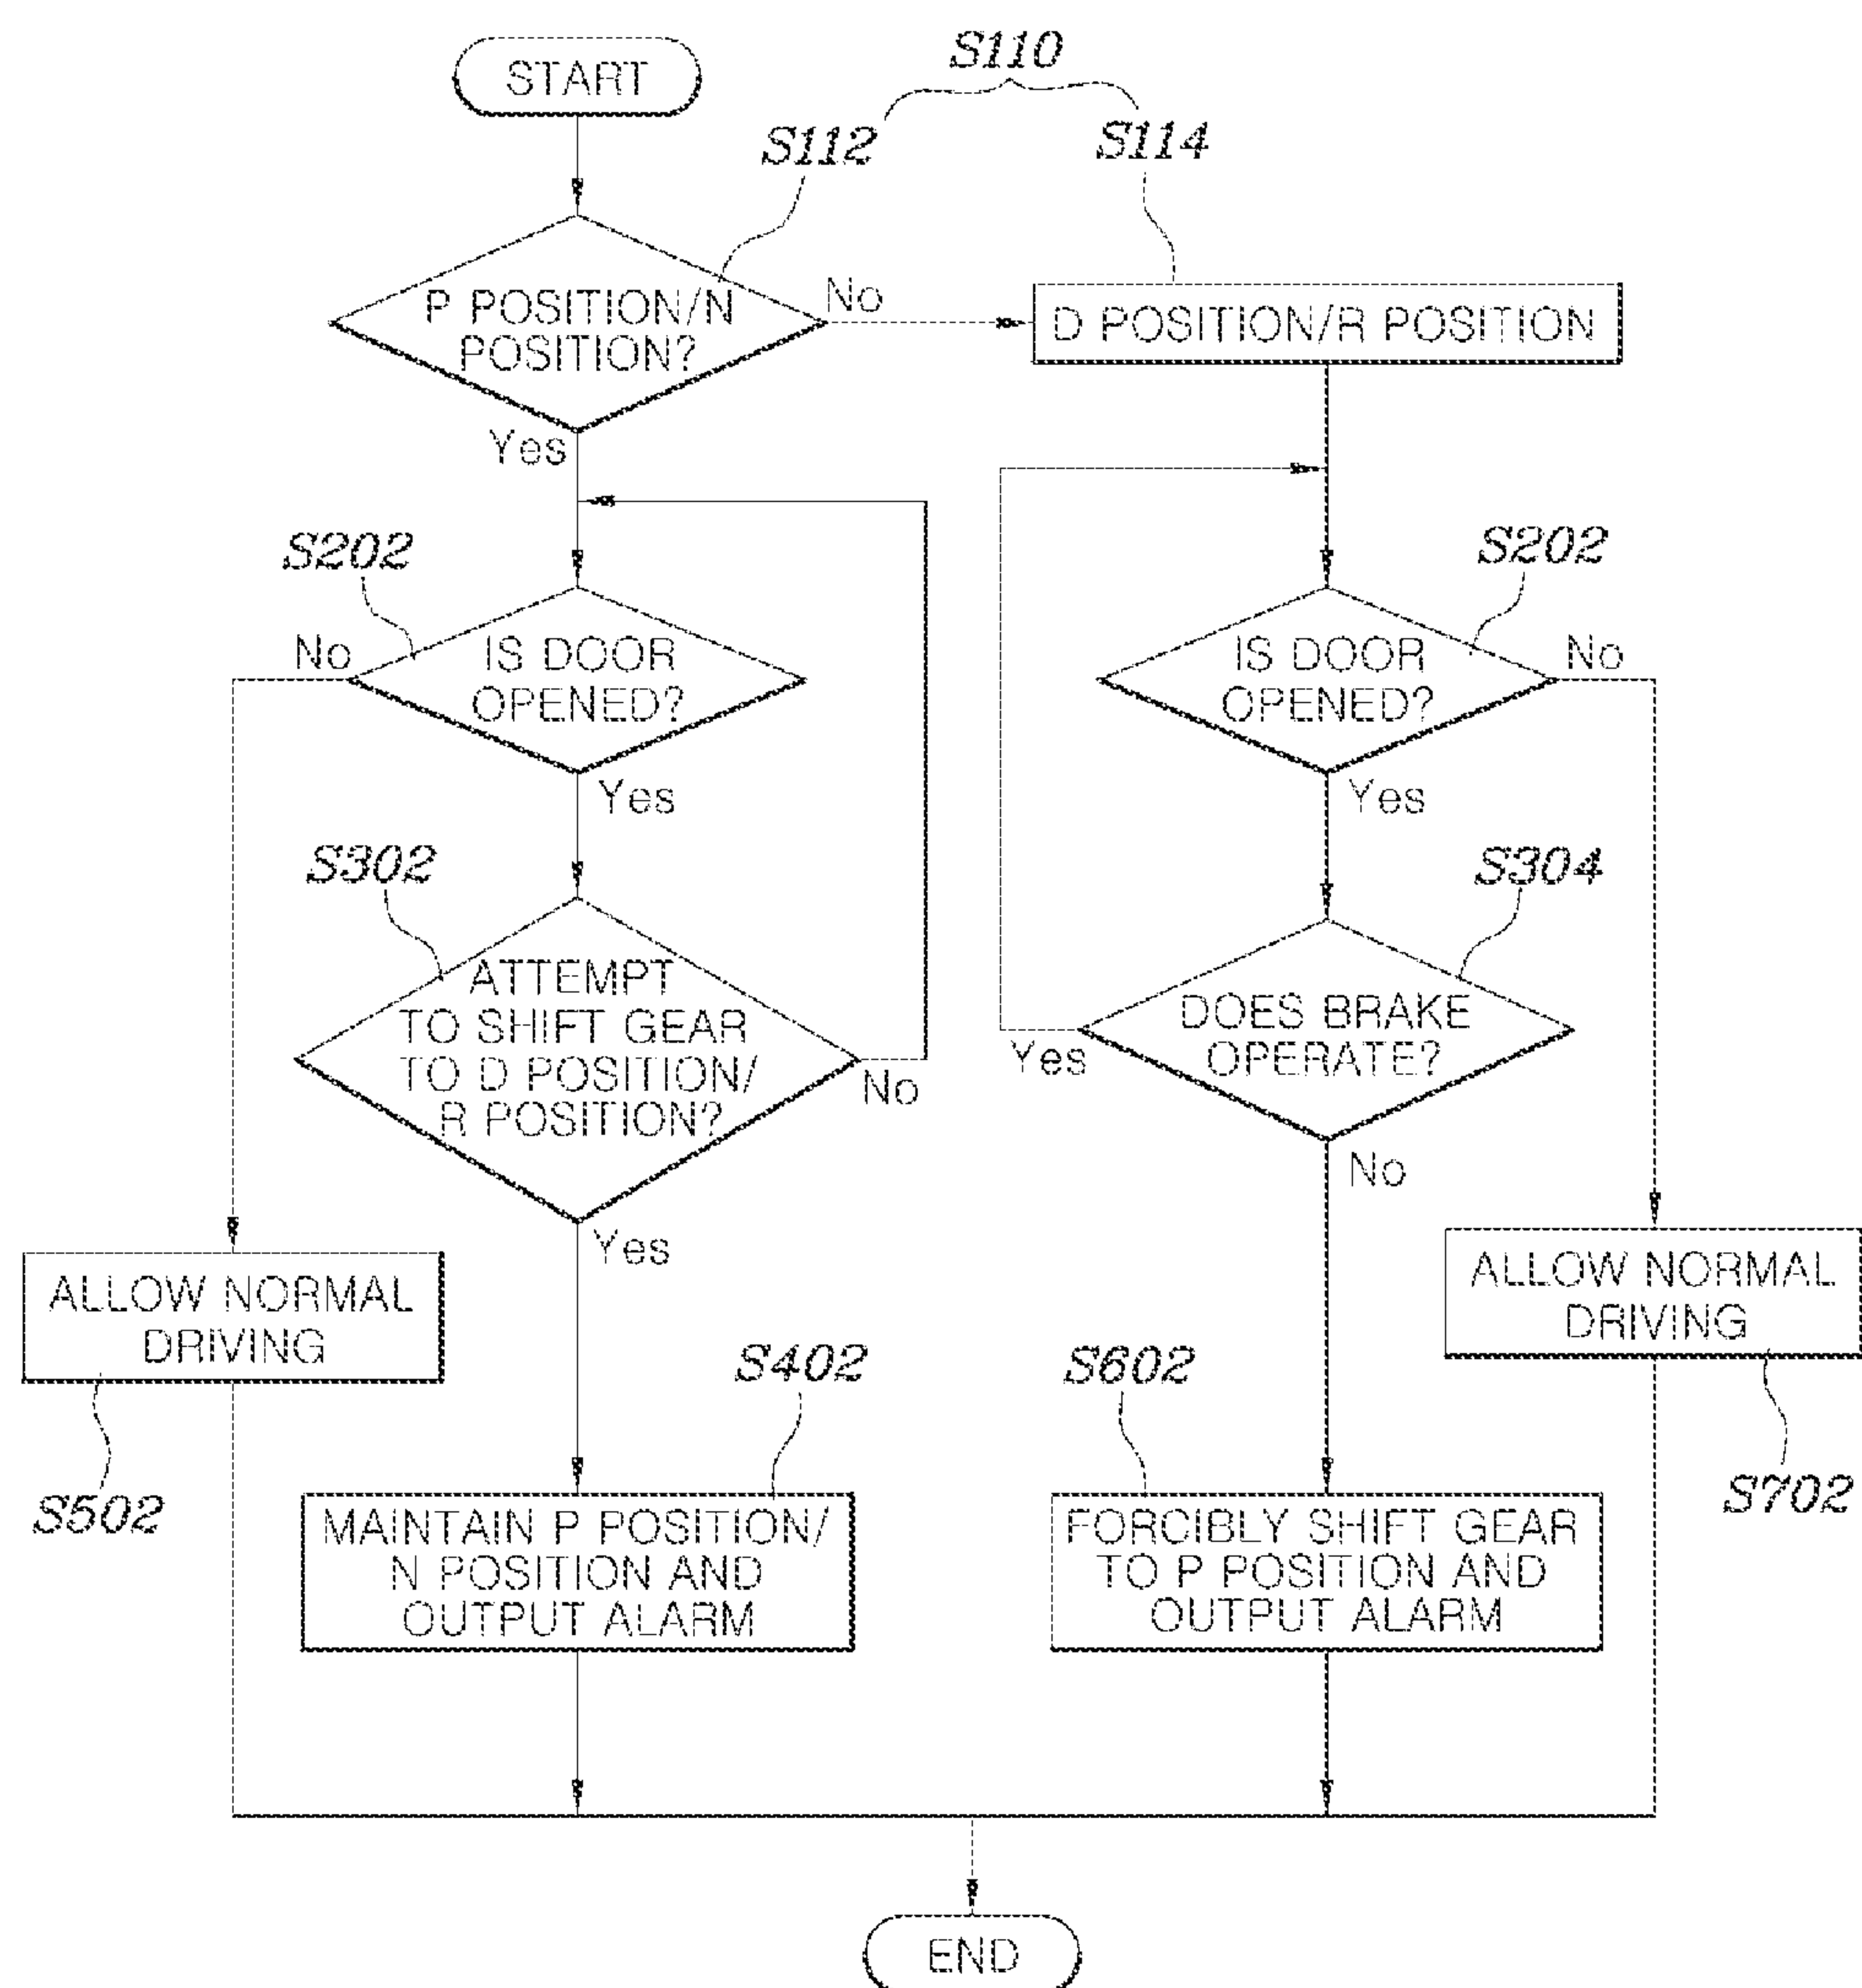 START
S110
S112
S114
P POSITION/N
POSITION?
No
D POSITION/R POSITION
Yes
S202
S202
No
IS DOOR
OPENED?
IS DOOR
OPENED?
No
Yes
Yes
S302
S304
ATTEMPT
TO SHIFT GEAR
TO D POSITION/
R POSITION?
No
DOES BRAKE
OPERATE?
Yes
No
Yes
ALLOW NORMAL
DRIVING
ALLOW NORMAL
DRIVING
S402
S602
S502
S702
MAINTAIN P POSITION/
N POSITION AND
OUTPUT ALARM
FORCIBLY SHIFT GEAR
TO P POSITION AND
OUTPUT ALARM
END